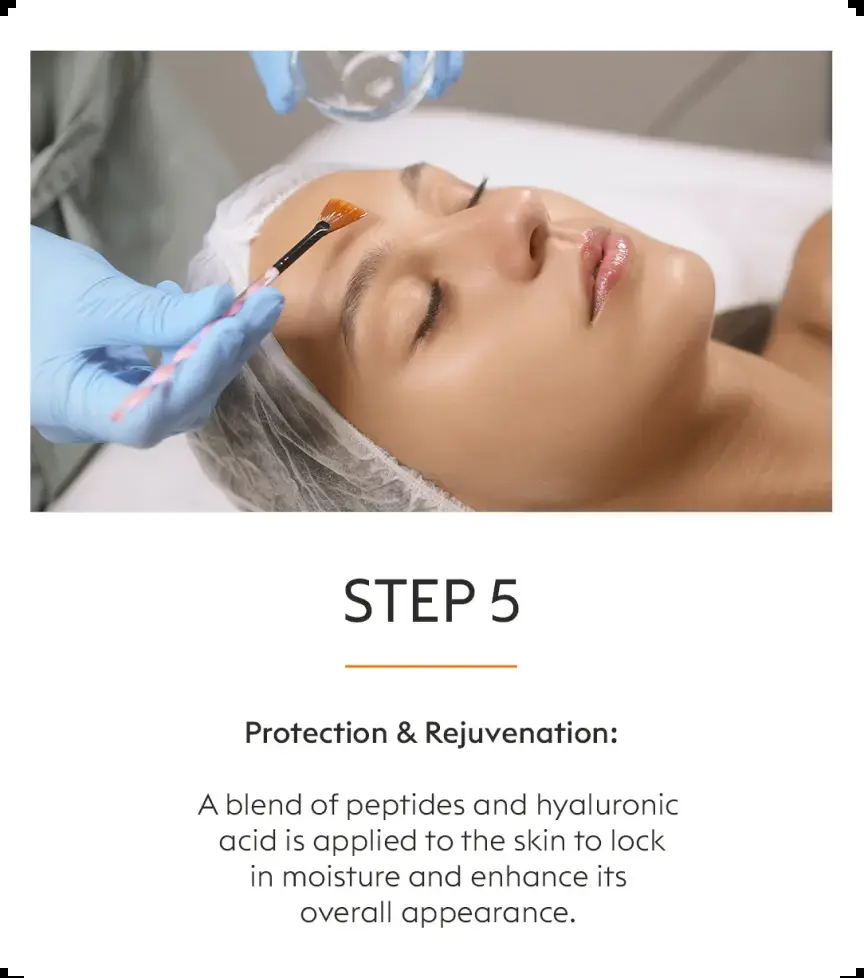 STEP 5
Protection & Rejuvenation:
A blend of peptides and hyaluronic
acid is applied to the skin to lock
in moisture and enhance its
overall appearance.